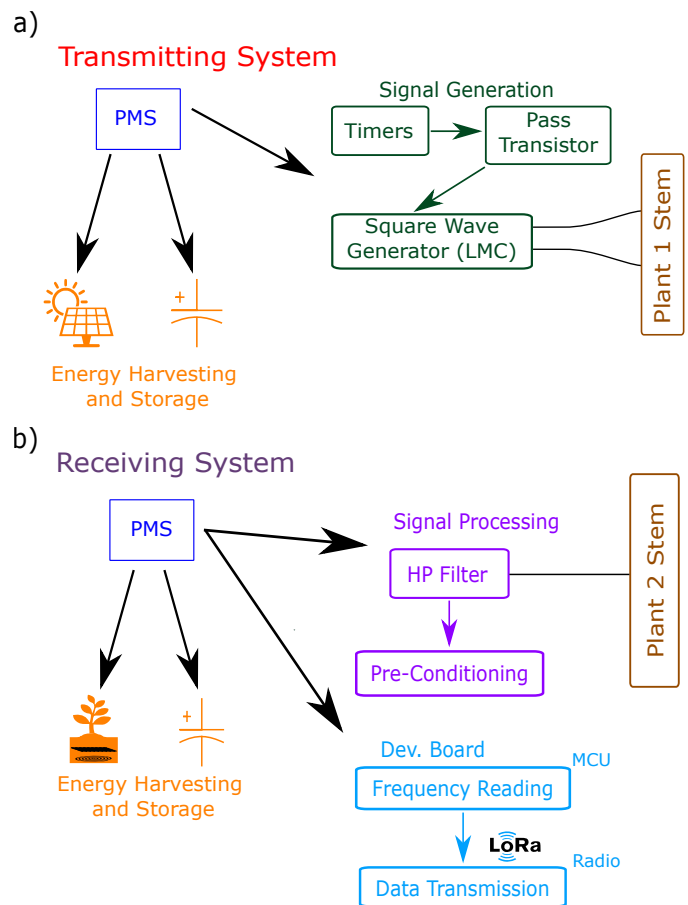 a)
Transmitting System
PMS
Signal Generation
Timers
Pass
Transistor
Square Wave
Generator (LMC)
Plant 1 Stem
+
Energy Harvesting
and Storage
b)
Receiving System
PMS
Signal Processing
HP Filter
Plant 2 Stem
Pre-Conditioning
+
Energy Harvesting
and Storage
Dev. Board
MCU
Frequency Reading
LoRa
Radio
Data Transmission